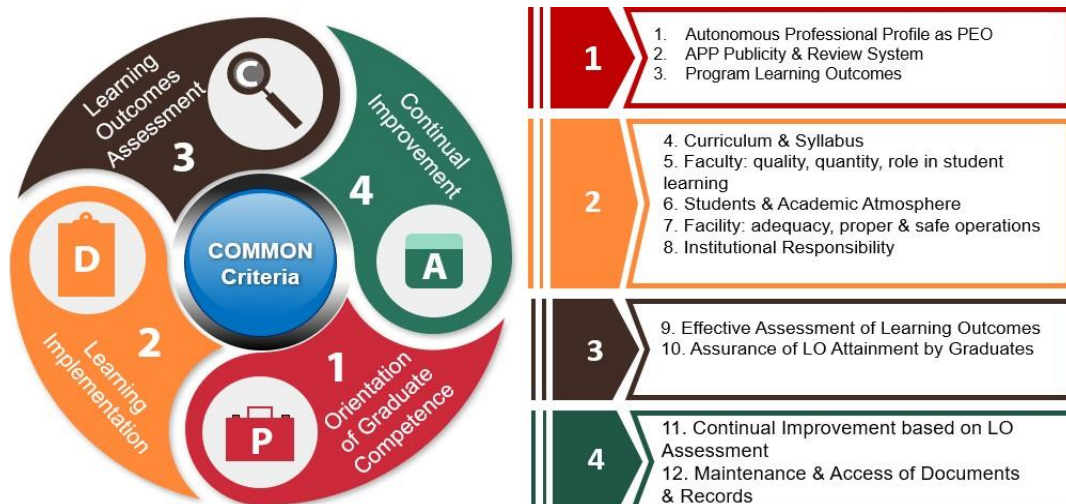 Learning
Outcomes
Assessment
3
C
Continual
Improvement
4
A
COMMON
Criteria
D
2
Learning
Implementation
P
1
Orientation
of Graduate
Competence
1
1. Autonomous Professional Profile as PEO
2. APP Publicity & Review System
3. Program Learning Outcomes
2
4. Curriculum & Syllabus
5. Faculty: quality, quantity, role in student
learning
6. Students & Academic Atmosphere
7. Facility: adequacy, proper & safe operations
8. Institutional Responsibility
3
9. Effective Assessment of Learning Outcomes
10. Assurance of LO Attainment by Graduates
4
11. Continual Improvement based on LO
Assessment
12. Maintenance & Access of Documents
& Records